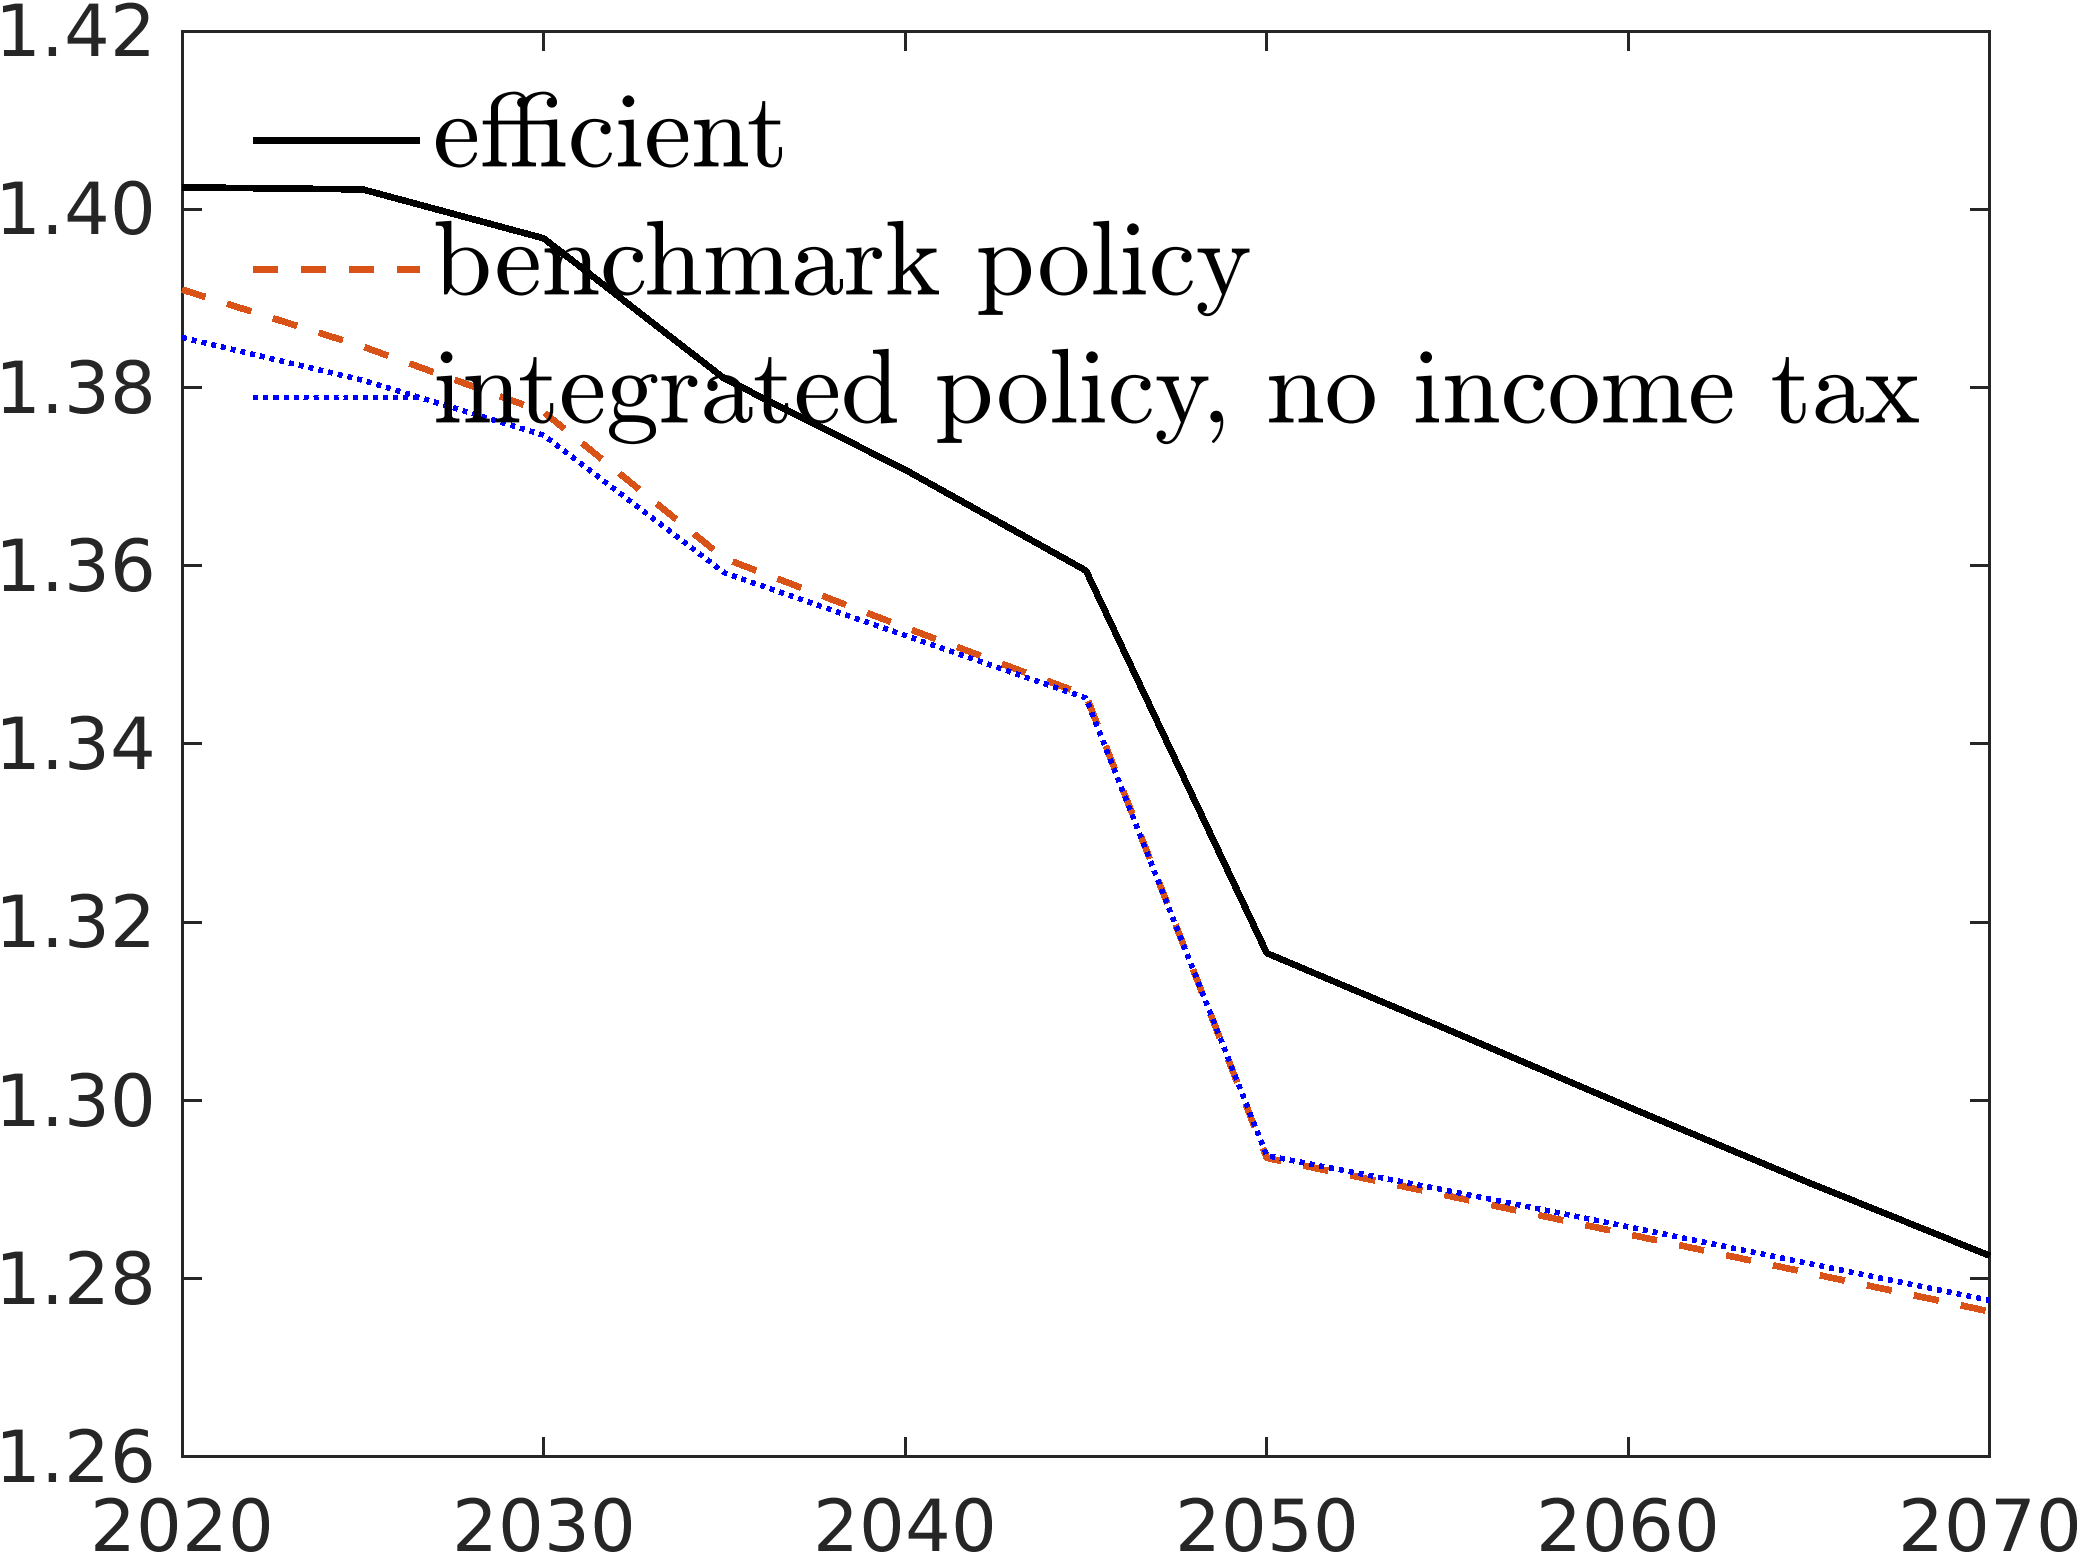 1.42
efficient
1.40
benchmark policy
1.38
integrated policy, no income tax
1.36
1.34
1.32
1.30
1.28
1.26
2020 2030 2040 2050 2060 2070